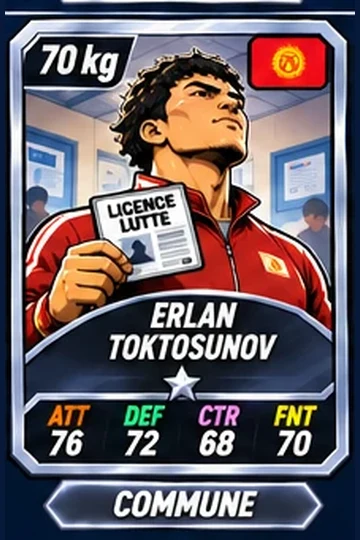 70 kg
LICENCE
LUTTE
ERLAN
TOKTOSUNOV
ATT DEF CTR FNT
76 72 68 70
COMMUNE